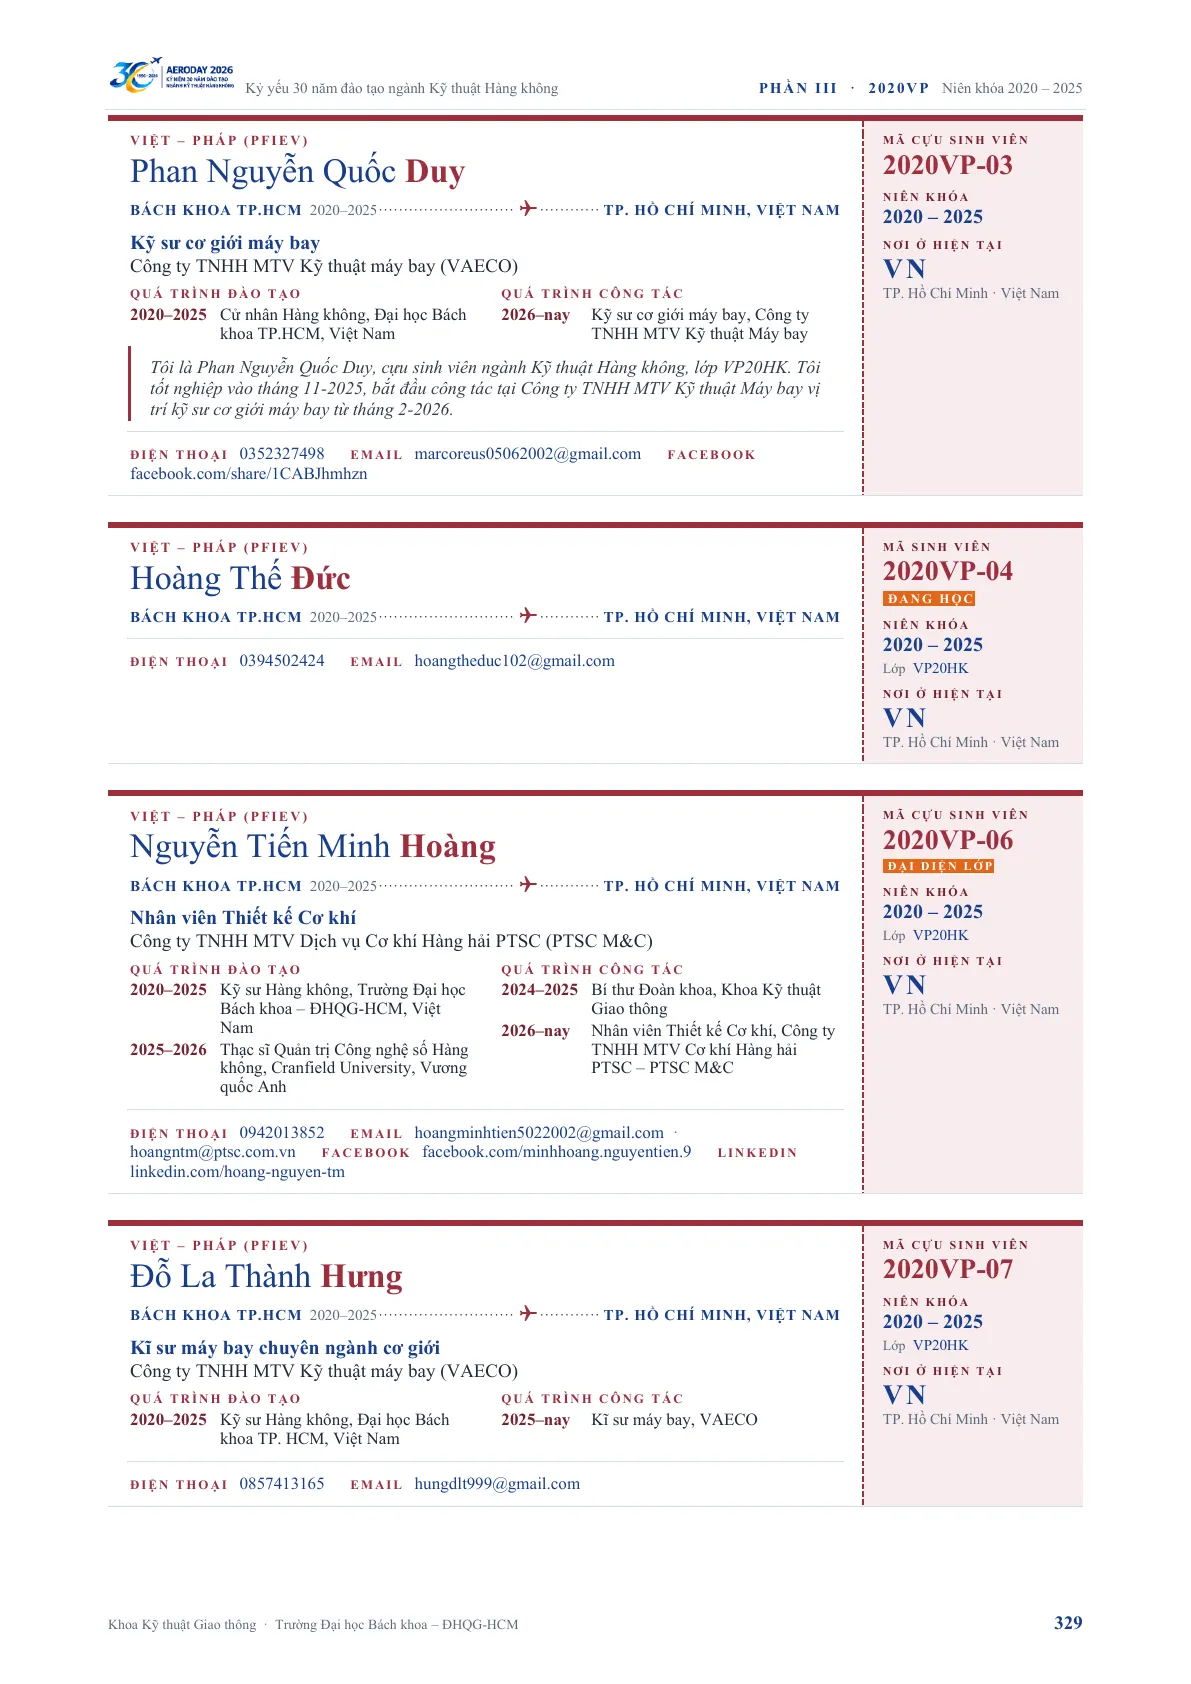 30 1996 - 2026 AERODAY 2026
KỶ NIỆM 30 NĂM ĐÀO TẠO
NGÀNH KỸ THUẬT HÀNG KHÔNG
Kỷ yếu 30 năm đào tạo ngành Kỹ thuật Hàng không
PHẦN III · 2020VP Niên khóa 2020 – 2025
VIỆT – PHÁP (PFIEV)
Phan Nguyễn Quốc Duy
BÁCH KHOA TP.HCM 2020–2025 TP. HỒ CHÍ MINH, VIỆT NAM
Kỹ sư cơ giới máy bay
Công ty TNHH MTV Kỹ thuật máy bay (VAECO)
QUÁ TRÌNH ĐÀO TẠO
2020–2025 Cử nhân Hàng không, Đại học Bách
khoa TP.HCM, Việt Nam
QUÁ TRÌNH CÔNG TÁC
2026–nay Kỹ sư cơ giới máy bay, Công ty
TNHH MTV Kỹ thuật Máy bay
Tôi là Phan Nguyễn Quốc Duy, cựu sinh viên ngành Kỹ thuật Hàng không, lớp VP20HK. Tôi
tốt nghiệp vào tháng 11-2025, bắt đầu công tác tại Công ty TNHH MTV Kỹ thuật Máy bay vị
trí kỹ sư cơ giới máy bay từ tháng 2-2026.
ĐIỆN THOẠI 0352327498 EMAIL marcoreus05062002@gmail.com FACEBOOK
facebook.com/share/1CABJhmhzn
MÃ CỰU SINH VIÊN
2020VP-03
NIÊN KHÓA
2020 – 2025
NƠI Ở HIỆN TẠI
VN
TP. Hồ Chí Minh · Việt Nam
VIỆT – PHÁP (PFIEV)
Hoàng Thế Đức
BÁCH KHOA TP.HCM 2020–2025 TP. HỒ CHÍ MINH, VIỆT NAM
ĐIỆN THOẠI 0394502424 EMAIL hoangtheduc102@gmail.com
MÃ SINH VIÊN
2020VP-04
ĐANG HỌC
NIÊN KHÓA
2020 – 2025
Lớp VP20HK
NƠI Ở HIỆN TẠI
VN
TP. Hồ Chí Minh · Việt Nam
VIỆT – PHÁP (PFIEV)
Nguyễn Tiến Minh Hoàng
BÁCH KHOA TP.HCM 2020–2025 TP. HỒ CHÍ MINH, VIỆT NAM
Nhân viên Thiết kế Cơ khí
Công ty TNHH MTV Dịch vụ Cơ khí Hàng hải PTSC (PTSC M&C)
QUÁ TRÌNH ĐÀO TẠO
2020–2025 Kỹ sư Hàng không, Trường Đại học
Bách khoa – ĐHQG-HCM, Việt
Nam
2025–2026 Thạc sĩ Quản trị Công nghệ số Hàng
không, Cranfield University, Vương
quốc Anh
QUÁ TRÌNH CÔNG TÁC
2024–2025 Bí thư Đoàn khoa, Khoa Kỹ thuật
Giao thông
2026–nay Nhân viên Thiết kế Cơ khí, Công ty
TNHH MTV Cơ khí Hàng hải
PTSC – PTSC M&C
ĐIỆN THOẠI 0942013852 EMAIL hoangminhtien5022002@gmail.com ·
hoangntm@ptsc.com.vn FACEBOOK facebook.com/minhhoang.nguyentien.9 LINKEDIN
linkedin.com/hoang-nguyen-tm
MÃ CỰU SINH VIÊN
2020VP-06
ĐẠI DIỆN LỚP
NIÊN KHÓA
2020 – 2025
Lớp VP20HK
NƠI Ở HIỆN TẠI
VN
TP. Hồ Chí Minh · Việt Nam
VIỆT – PHÁP (PFIEV)
Đỗ La Thành Hưng
BÁCH KHOA TP.HCM 2020–2025 TP. HỒ CHÍ MINH, VIỆT NAM
Kĩ sư máy bay chuyên ngành cơ giới
Công ty TNHH MTV Kỹ thuật máy bay (VAECO)
QUÁ TRÌNH ĐÀO TẠO
2020–2025 Kỹ sư Hàng không, Đại học Bách
khoa TP. HCM, Việt Nam
QUÁ TRÌNH CÔNG TÁC
2025–nay Kĩ sư máy bay, VAECO
ĐIỆN THOẠI 0857413165 EMAIL hungdlt999@gmail.com
MÃ CỰU SINH VIÊN
2020VP-07
NIÊN KHÓA
2020 – 2025
Lớp VP20HK
NƠI Ở HIỆN TẠI
VN
TP. Hồ Chí Minh · Việt Nam
Khoa Kỹ thuật Giao thông · Trường Đại học Bách khoa – ĐHQG-HCM
329